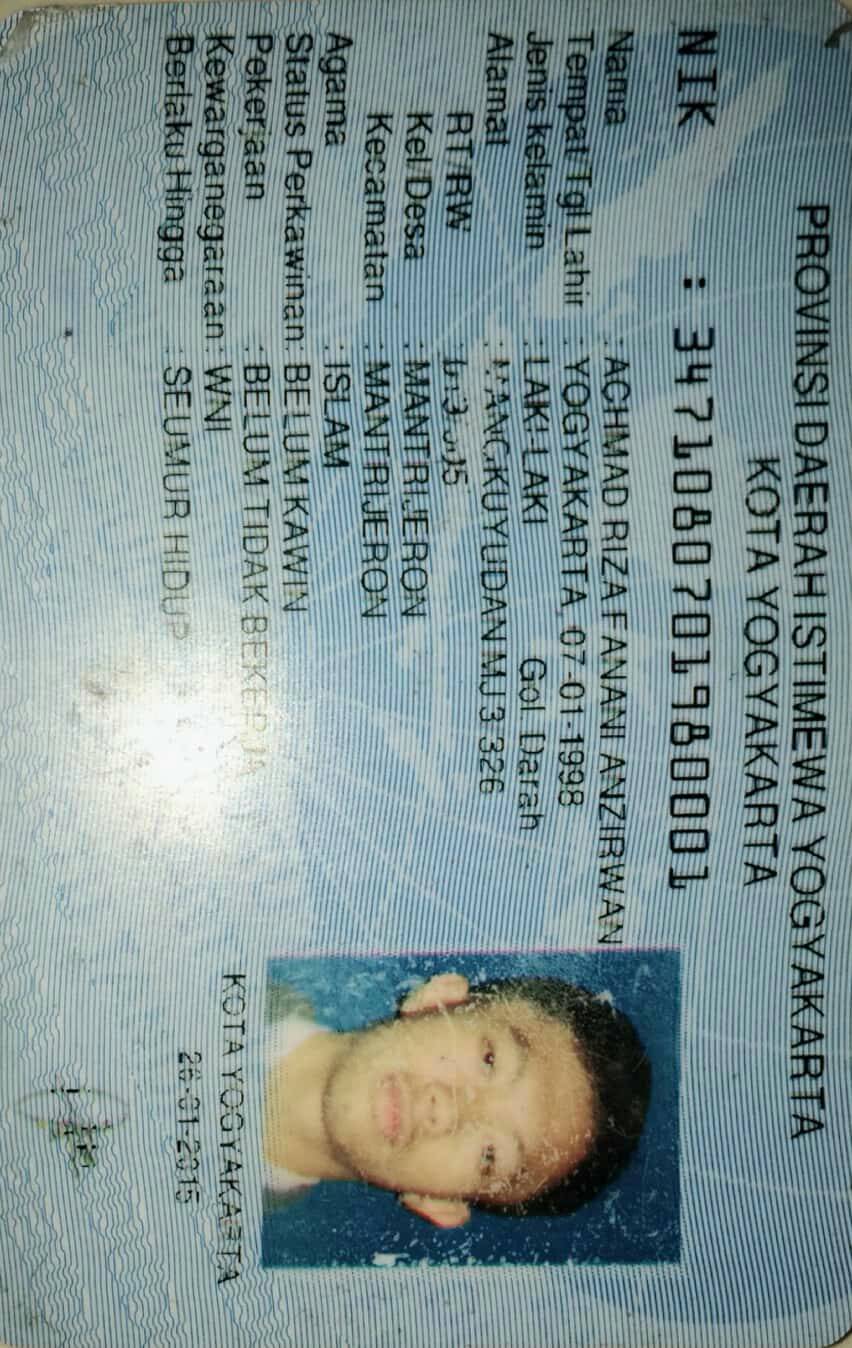 PROVINSI DAERAH ISTIMEWA YOGYAKARTA
KOTA YOGYAKARTA
NIK : 3471080701980001
Nama : ACHMAD RIZA FANANI ANZIRWAN
Tempat/Tgl Lahir : YOGYAKARTA, 07-01-1998
Jenis kelamin : LAKI-LAKI Gol. Darah
Alamat : MANGKUYUDAN MJ 3 326
RT/RW :
Kel/Desa : MANTRIJERON
Kecamatan : MANTRIJERON
Agama : ISLAM
Status Perkawinan: BELUM KAWIN
Pekerjaan : BELUM TIDAK BEKERJA
Kewarganegaraan : WNI
Berlaku Hingga : SEUMUR HIDUP
KOTA YOGYAKARTA
26-01-2015